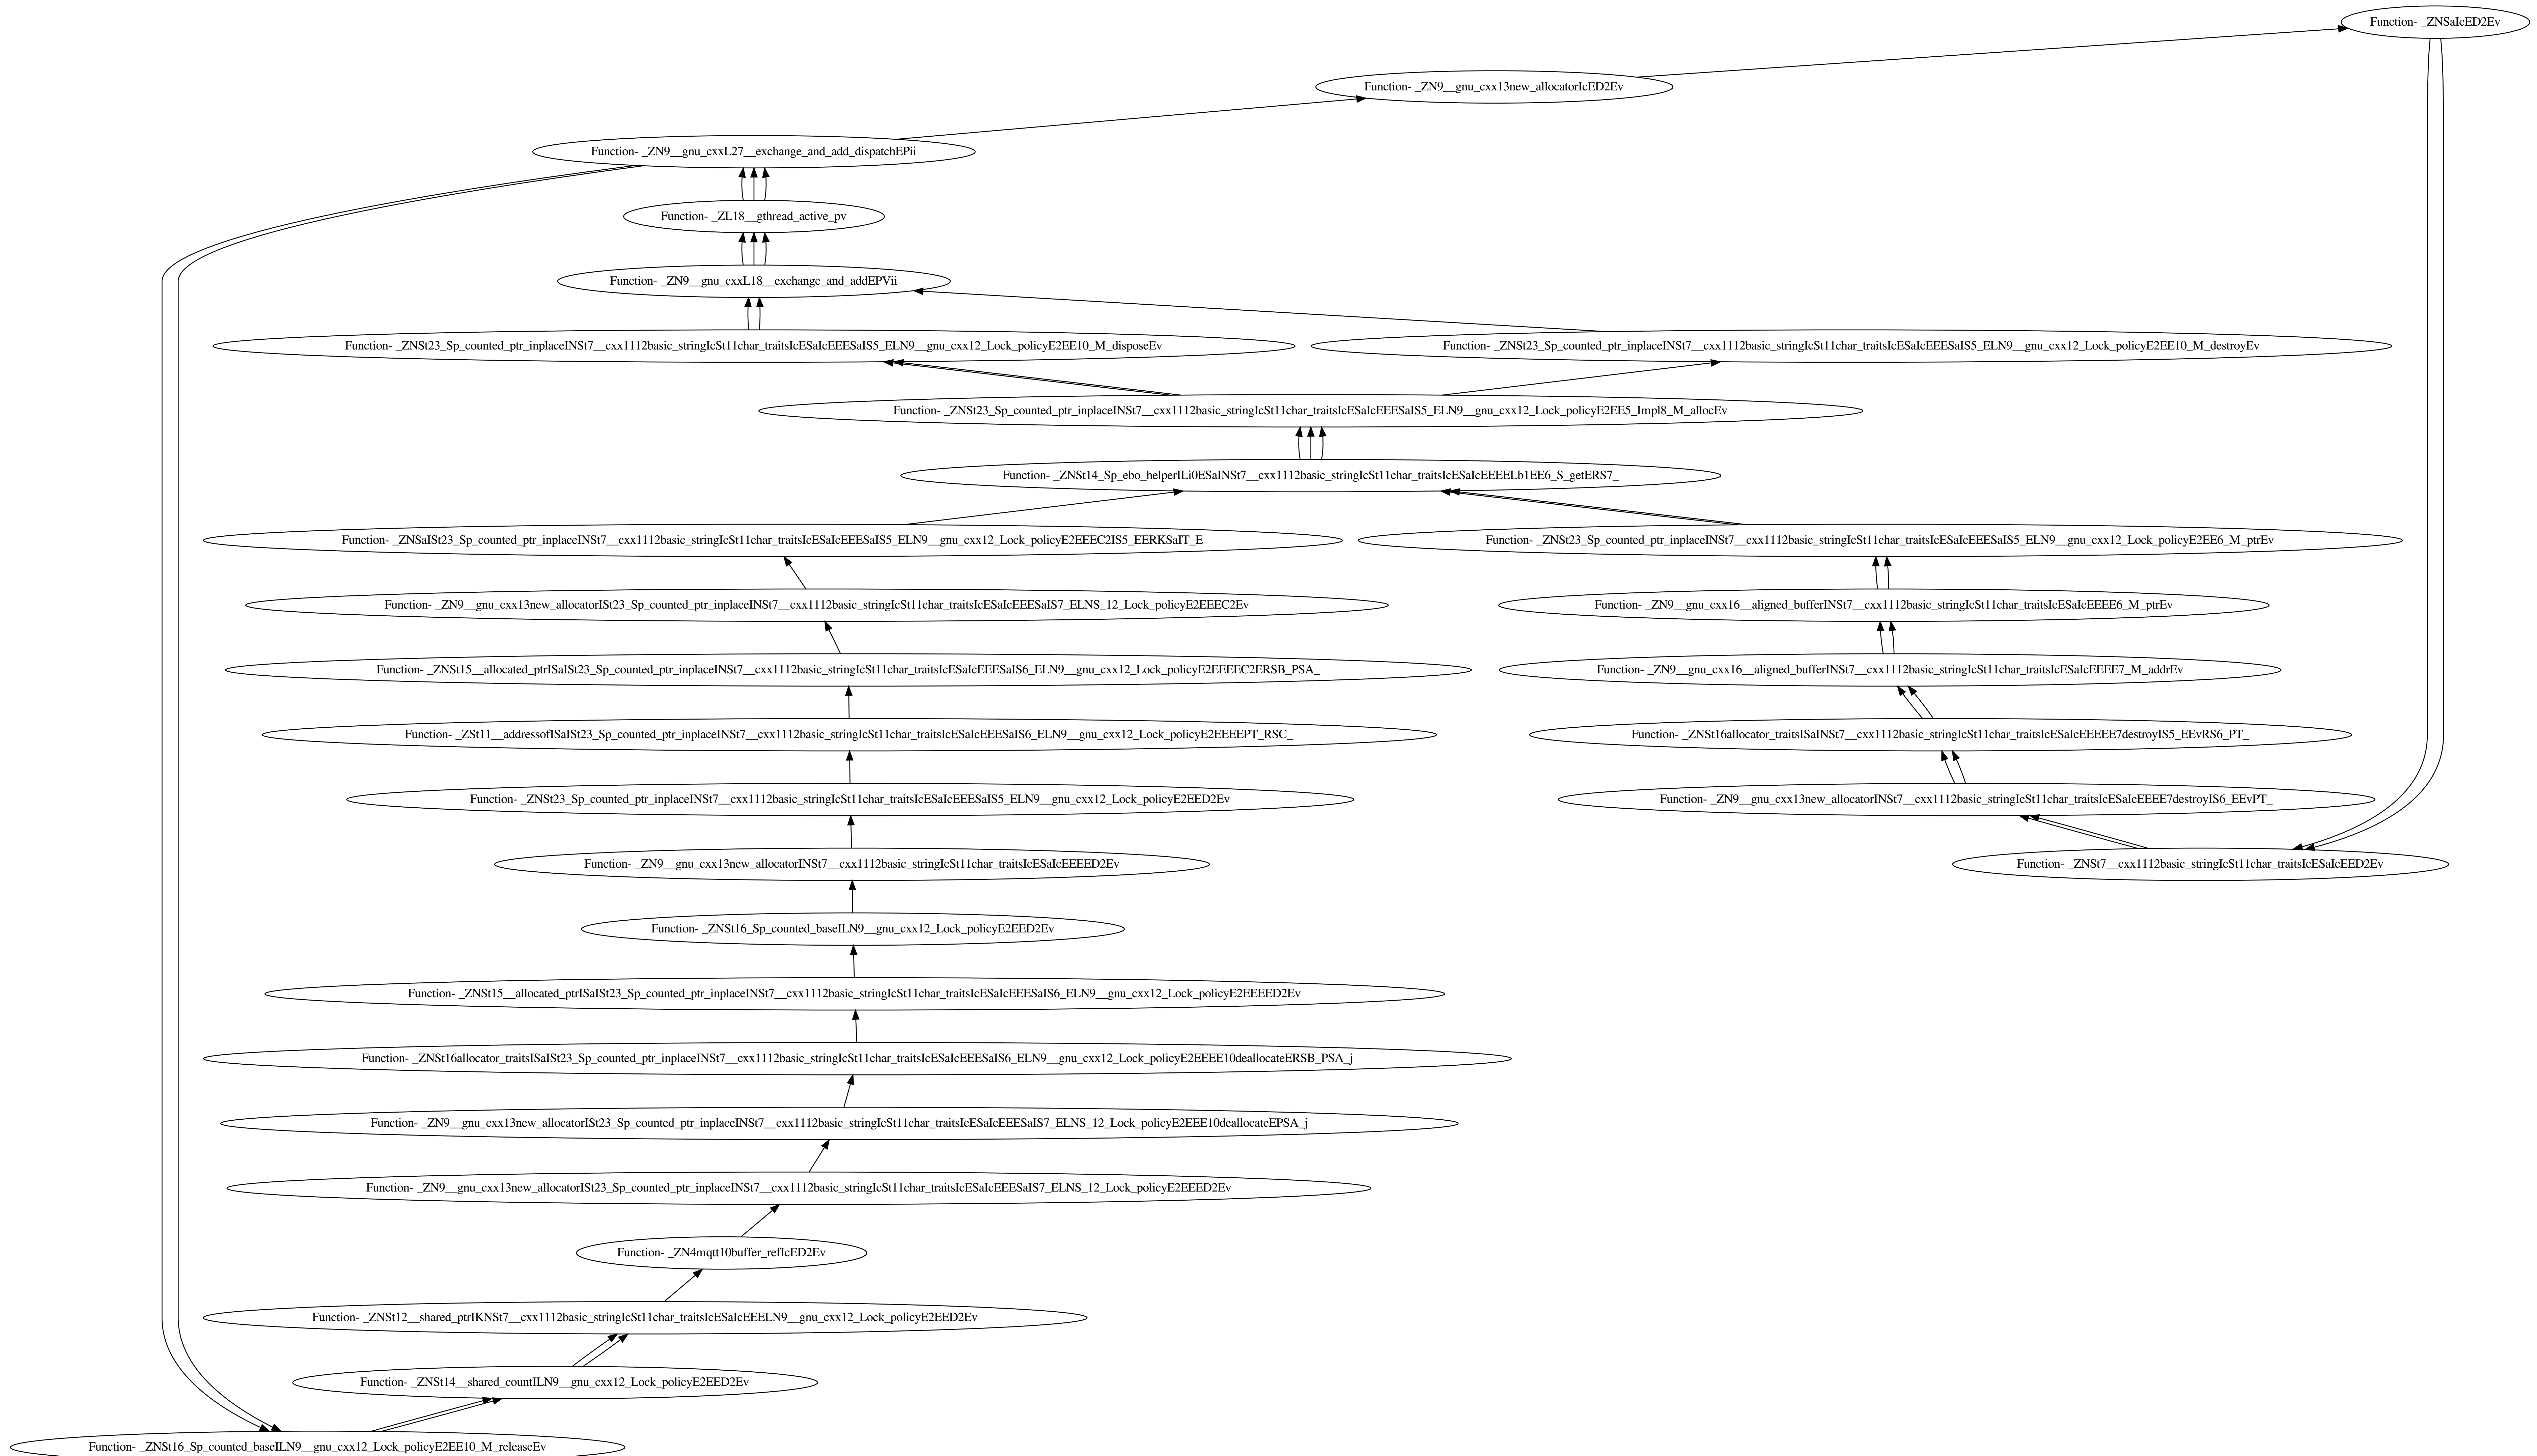 Function- _ZNSaIcED2Ev
Function- _ZN9__gnu_cxx13new_allocatorIcED2Ev
Function- _ZN9__gnu_cxxL27__exchange_and_add_dispatchEPii
Function- _ZL18__gthread_active_pv
Function- _ZN9__gnu_cxxL18__exchange_and_addEPVii
Function- _ZNSt23_Sp_counted_ptr_inplaceINSt7__cxx1112basic_stringIcSt11char_traitsIcESaIcEEESaIS5_ELN9__gnu_cxx12_Lock_policyE2EE10_M_disposeEv
Function- _ZNSt23_Sp_counted_ptr_inplaceINSt7__cxx1112basic_stringIcSt11char_traitsIcESaIcEEESaIS5_ELN9__gnu_cxx12_Lock_policyE2EE10_M_destroyEv
Function- _ZNSt23_Sp_counted_ptr_inplaceINSt7__cxx1112basic_stringIcSt11char_traitsIcESaIcEEESaIS5_ELN9__gnu_cxx12_Lock_policyE2EE5_Impl8_M_allocEv
Function- _ZNSt14_Sp_ebo_helperILi0ESaINSt7__cxx1112basic_stringIcSt11char_traitsIcESaIcEEEELb1EE6_S_getERS7_
Function- _ZNSaISt23_Sp_counted_ptr_inplaceINSt7__cxx1112basic_stringIcSt11char_traitsIcESaIcEEESaIS5_ELN9__gnu_cxx12_Lock_policyE2EEEC2IS5_EERKSaIT_E
Function- _ZNSt23_Sp_counted_ptr_inplaceINSt7__cxx1112basic_stringIcSt11char_traitsIcESaIcEEESaIS5_ELN9__gnu_cxx12_Lock_policyE2EE6_M_ptrEv
Function- _ZN9__gnu_cxx13new_allocatorISt23_Sp_counted_ptr_inplaceINSt7__cxx1112basic_stringIcSt11char_traitsIcESaIcEEESaIS7_ELNS_12_Lock_policyE2EEEC2Ev
Function- _ZN9__gnu_cxx16__aligned_bufferINSt7__cxx1112basic_stringIcSt11char_traitsIcESaIcEEEE6_M_ptrEv
Function- _ZNSt15__allocated_ptrISaISt23_Sp_counted_ptr_inplaceINSt7__cxx1112basic_stringIcSt11char_traitsIcESaIcEEESaIS6_ELN9__gnu_cxx12_Lock_policyE2EEEEC2ERSB_PSA_
Function- _ZN9__gnu_cxx16__aligned_bufferINSt7__cxx1112basic_stringIcSt11char_traitsIcESaIcEEEE7_M_addrEv
Function- _ZSt11__addressofISaISt23_Sp_counted_ptr_inplaceINSt7__cxx1112basic_stringIcSt11char_traitsIcESaIcEEESaIS6_ELN9__gnu_cxx12_Lock_policyE2EEEEPT_RSC_
Function- _ZNSt16allocator_traitsISaINSt7__cxx1112basic_stringIcSt11char_traitsIcESaIcEEEEE7destroyIS5_EEvRS6_PT_
Function- _ZNSt23_Sp_counted_ptr_inplaceINSt7__cxx1112basic_stringIcSt11char_traitsIcESaIcEEESaIS5_ELN9__gnu_cxx12_Lock_policyE2EED2Ev
Function- _ZN9__gnu_cxx13new_allocatorINSt7__cxx1112basic_stringIcSt11char_traitsIcESaIcEEEE7destroyIS6_EEvPT_
Function- _ZN9__gnu_cxx13new_allocatorINSt7__cxx1112basic_stringIcSt11char_traitsIcESaIcEEEED2Ev
Function- _ZNSt7__cxx1112basic_stringIcSt11char_traitsIcESaIcEED2Ev
Function- _ZNSt16_Sp_counted_baseILN9__gnu_cxx12_Lock_policyE2EED2Ev
Function- _ZNSt15__allocated_ptrISaISt23_Sp_counted_ptr_inplaceINSt7__cxx1112basic_stringIcSt11char_traitsIcESaIcEEESaIS6_ELN9__gnu_cxx12_Lock_policyE2EEEED2Ev
Function- _ZNSt16allocator_traitsISaISt23_Sp_counted_ptr_inplaceINSt7__cxx1112basic_stringIcSt11char_traitsIcESaIcEEESaIS6_ELN9__gnu_cxx12_Lock_policyE2EEEE10deallocateERSB_PSA_j
Function- _ZN9__gnu_cxx13new_allocatorISt23_Sp_counted_ptr_inplaceINSt7__cxx1112basic_stringIcSt11char_traitsIcESaIcEEESaIS7_ELNS_12_Lock_policyE2EEE10deallocateEPSA_j
Function- _ZN9__gnu_cxx13new_allocatorISt23_Sp_counted_ptr_inplaceINSt7__cxx1112basic_stringIcSt11char_traitsIcESaIcEEESaIS7_ELNS_12_Lock_policyE2EEED2Ev
Function- _ZN4mqtt10buffer_refIcED2Ev
Function- _ZNSt12__shared_ptrIKNSt7__cxx1112basic_stringIcSt11char_traitsIcESaIcEEELN9__gnu_cxx12_Lock_policyE2EED2Ev
Function- _ZNSt14__shared_countILN9__gnu_cxx12_Lock_policyE2EED2Ev
Function- _ZNSt16_Sp_counted_baseILN9__gnu_cxx12_Lock_policyE2EE10_M_releaseEv